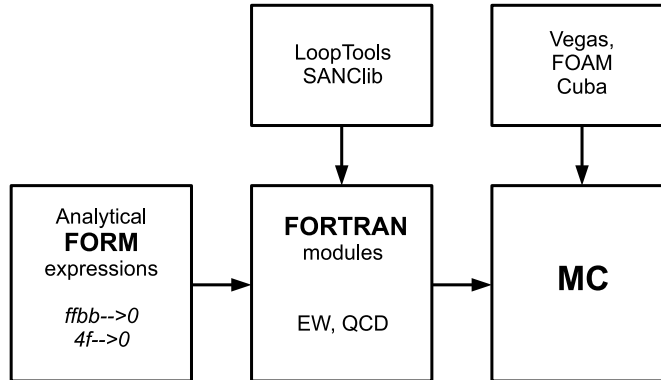 LoopTools
SANClib
Vegas,
FOAM
Cuba
Analytical
FORM
expressions
ffbb-->0
4f-->0
FORTRAN
modules
EW, QCD
MC